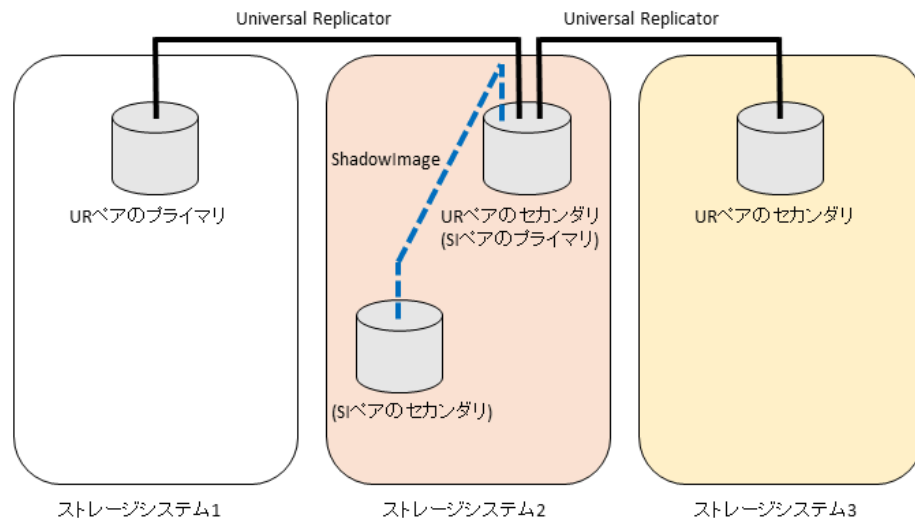 Universal Replicator
Universal Replicator
ShadowImage
URペアのプライマリ
URペアのセカンダリ
(SIペアのプライマリ)
URペアのセカンダリ
(SIペアのセカンダリ)
ストレージシステム1
ストレージシステム2
ストレージシステム3